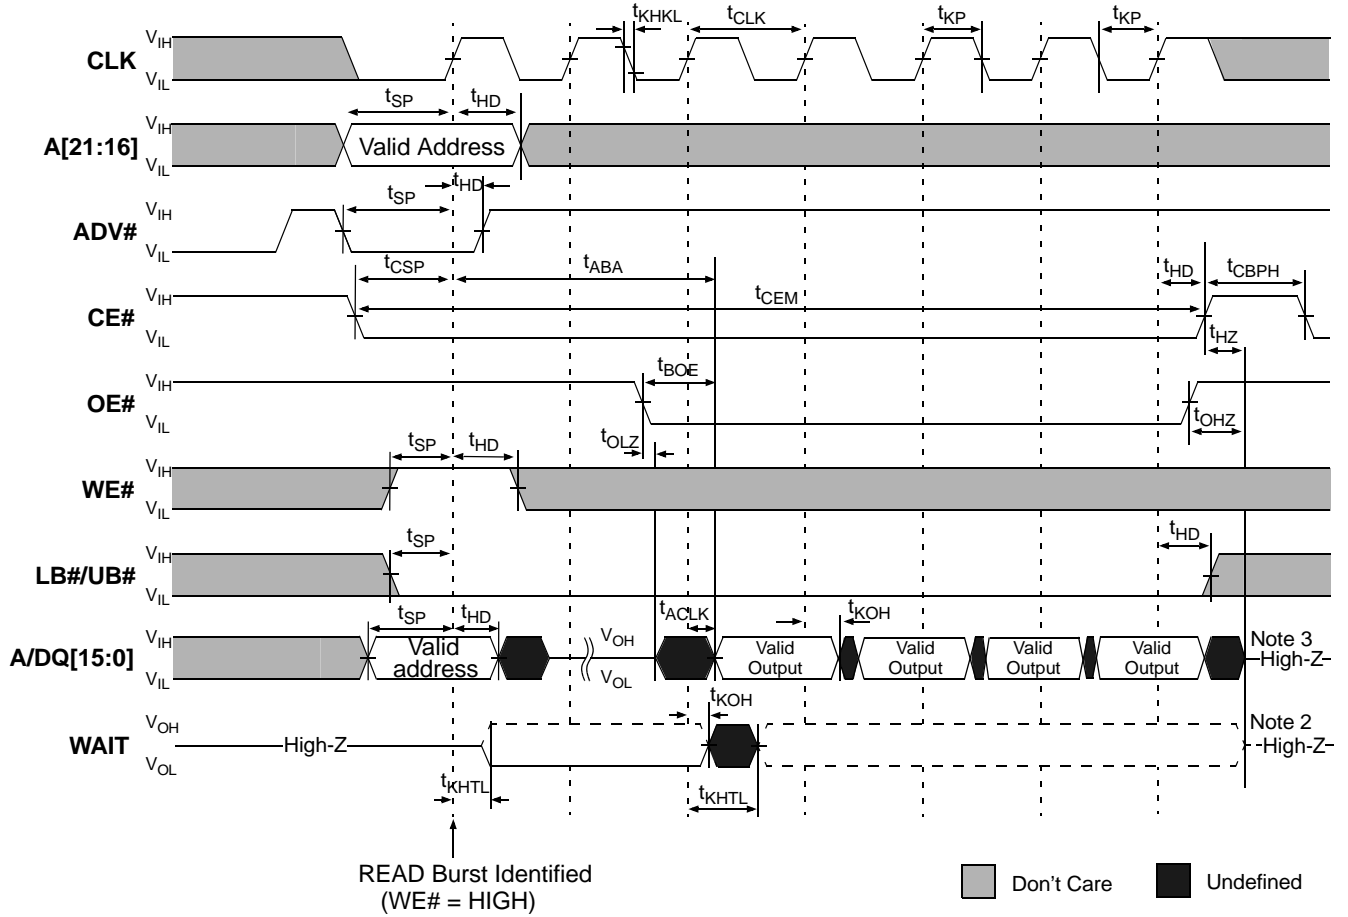 tKHKL tCLK tKP tKP
CLK VIH VIL
tSP tHD
A[21:16] VIH VIL Valid Address
tHD
tSP
ADV# VIH VIL
tCSP tABA tHD tCBPH
tCEM
CE# VIH VIL
tHZ
tBOE
OE# VIH VIL
tOHZ
tOLZ
tSP tHD
WE# VIH VIL
tSP tHD
LB#/UB# VIH VIL
tSP tHD tACLK tKOH
A/DQ[15:0] VIH VIL
Valid
address
VOH
VOL
Valid
Output
Valid
Output
Valid
Output
Valid
Output
Note 3
High-Z
tKOH
WAIT VOH VOL
High-Z
Note 2
High-Z
tKHTL
tKHTL
READ Burst Identified
(WE# = HIGH)
Don't Care
Undefined